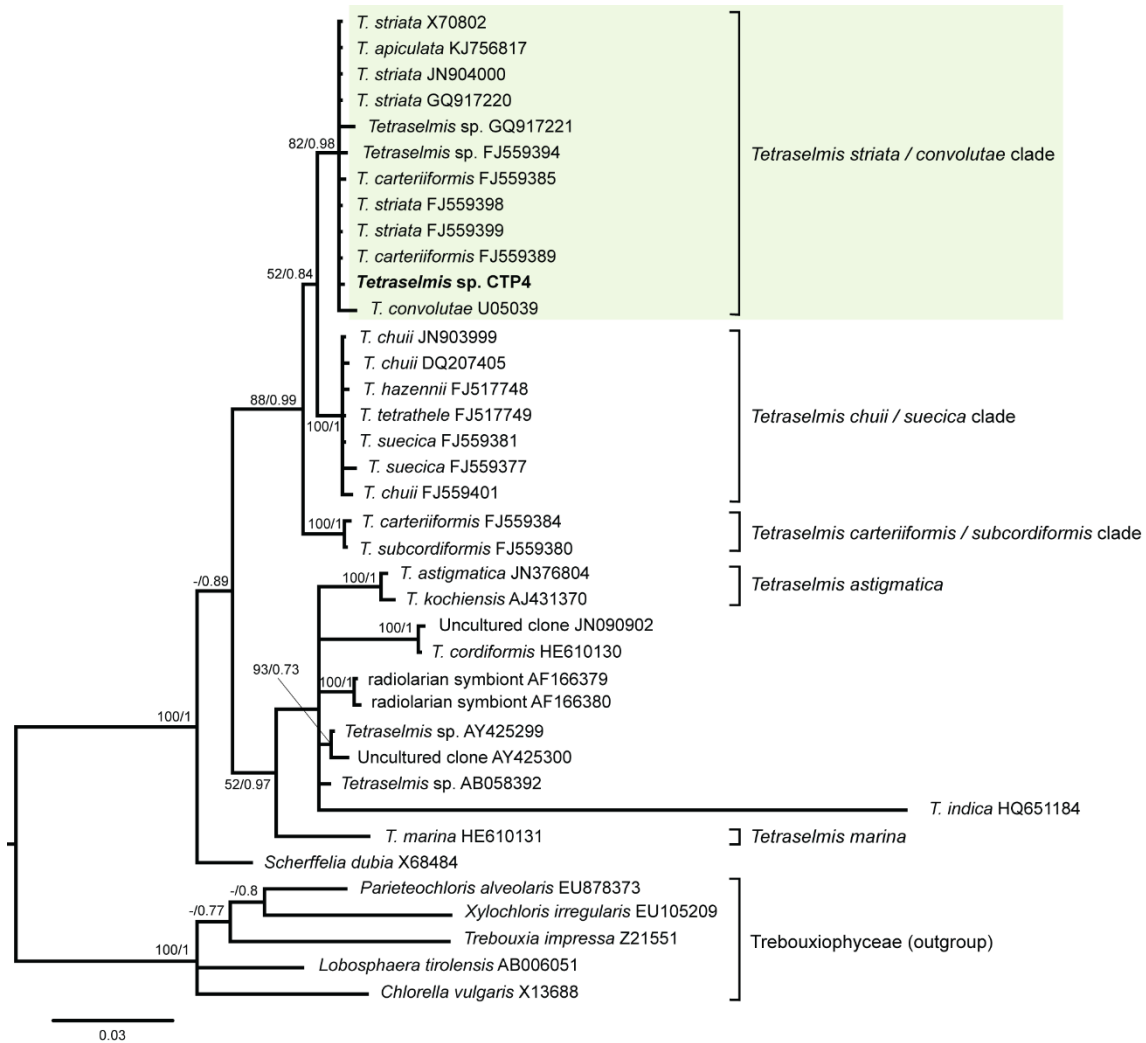 T. striata X70802
T. apiculata KJ756817
T. striata JN904000
T. striata GQ917220
Tetraselmis sp. GQ917221
82/0.98
Tetraselmis sp. FJ559394
Tetraselmis striata / convolutae clade
T. carteriiformis FJ559385
T. striata FJ559398
T. striata FJ559399
T. carteriiformis FJ559389
52/0.84
Tetraselmis sp. CTP4
T. convolutae U05039
T. chuii JN903999
T. chuii DQ207405
T. hazennii FJ517748
88/0.99
T. tetrathele FJ517749
Tetraselmis chuii / suecica clade
100/1
T. suecica FJ559381
T. suecica FJ559377
T. chuii FJ559401
100/1
T. carteriiformis FJ559384
Tetraselmis carteriiformis / subcordiformis clade
T. subcordiformis FJ559380
-/0.89
100/1
T. astigmatica JN376804
Tetraselmis astigmatica
T. kochiensis AJ431370
100/1
Uncultured clone JN090902
T. cordiformis HE610130
93/0.73
100/1
radiolarian symbiont AF166379
radiolarian symbiont AF166380
100/1
Tetraselmis sp. AY425299
Uncultured clone AY425300
52/0.97
Tetraselmis sp. AB058392
T. indica HQ651184
T. marina HE610131
Tetraselmis marina
Scherffelia dubia X68484
-/0.8
Parieteochloris alveolaris EU878373
-/0.77
Xylochloris irregularis EU105209
Trebouxia impressa Z21551
Trebouxiophyceae (outgroup)
100/1
Lobosphaera tirolensis AB006051
Chlorella vulgaris X13688
0.03